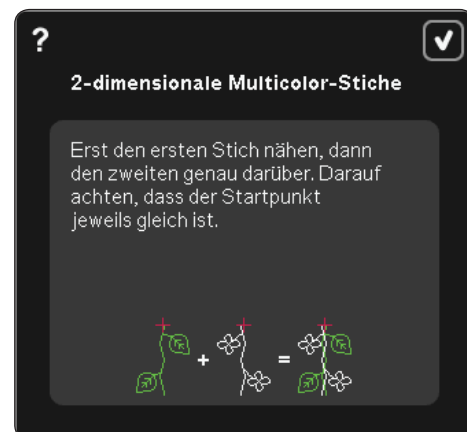 ?
2-dimensionale Multicolor-Stiche
Erst den ersten Stich nähen, dann
den zweiten genau darüber. Darauf
achten, dass der Startpunkt
jeweils gleich ist.
+ =